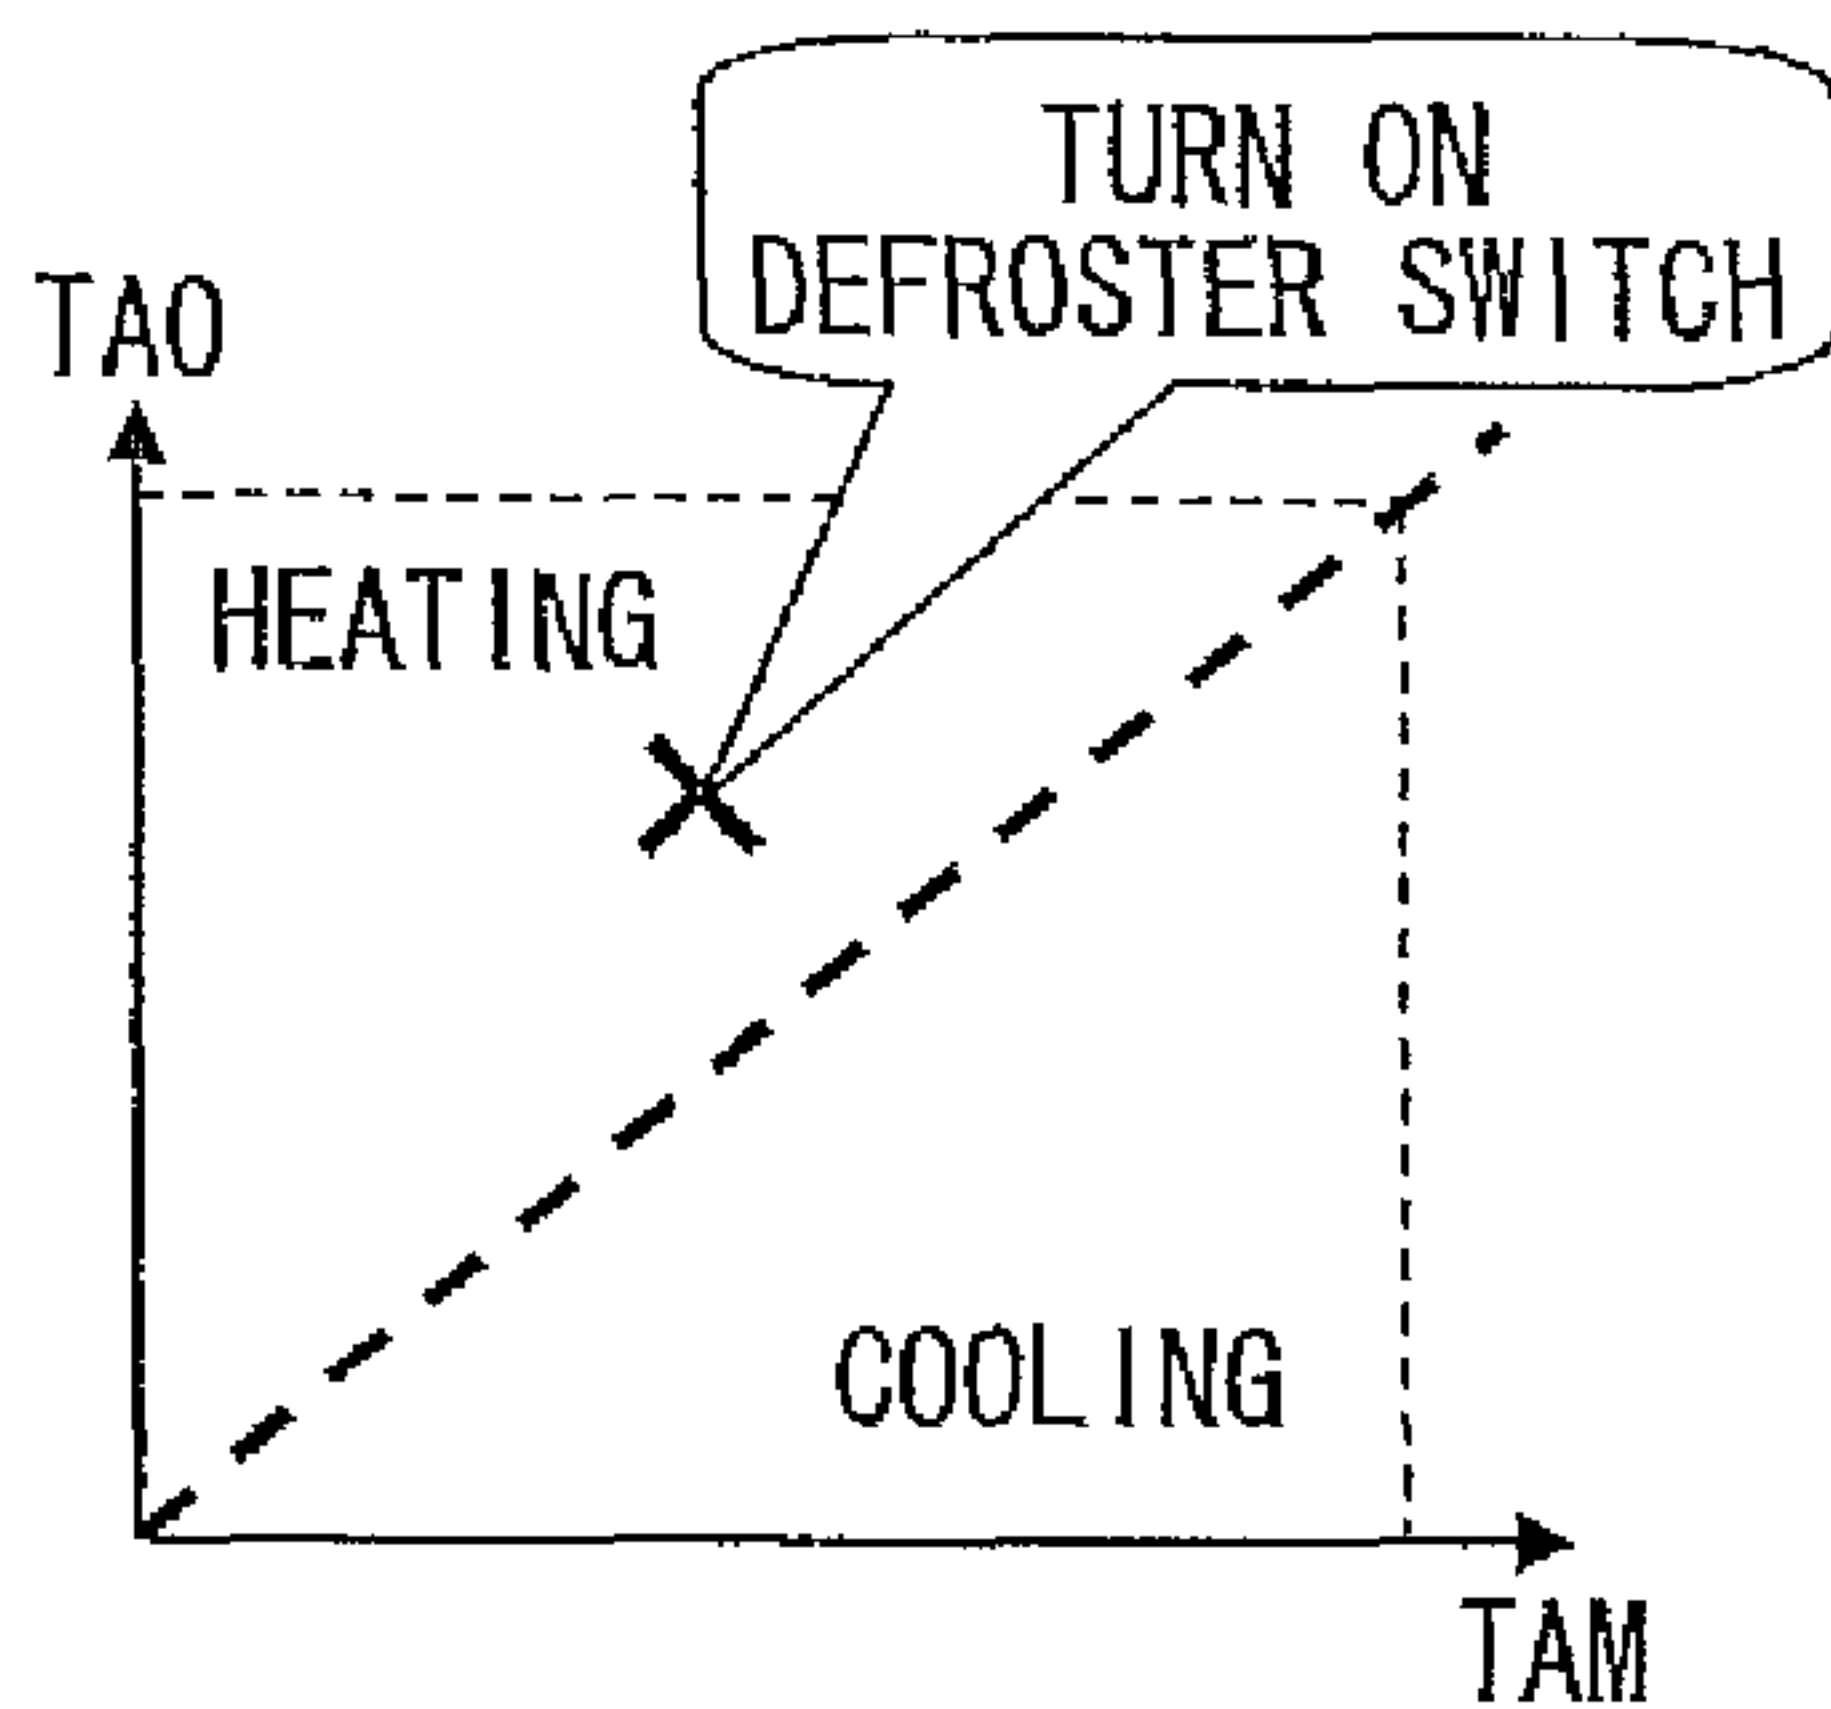 TURN ON
DEFROSTER SWITCH
TAO
HEATING
COOLING
TAM